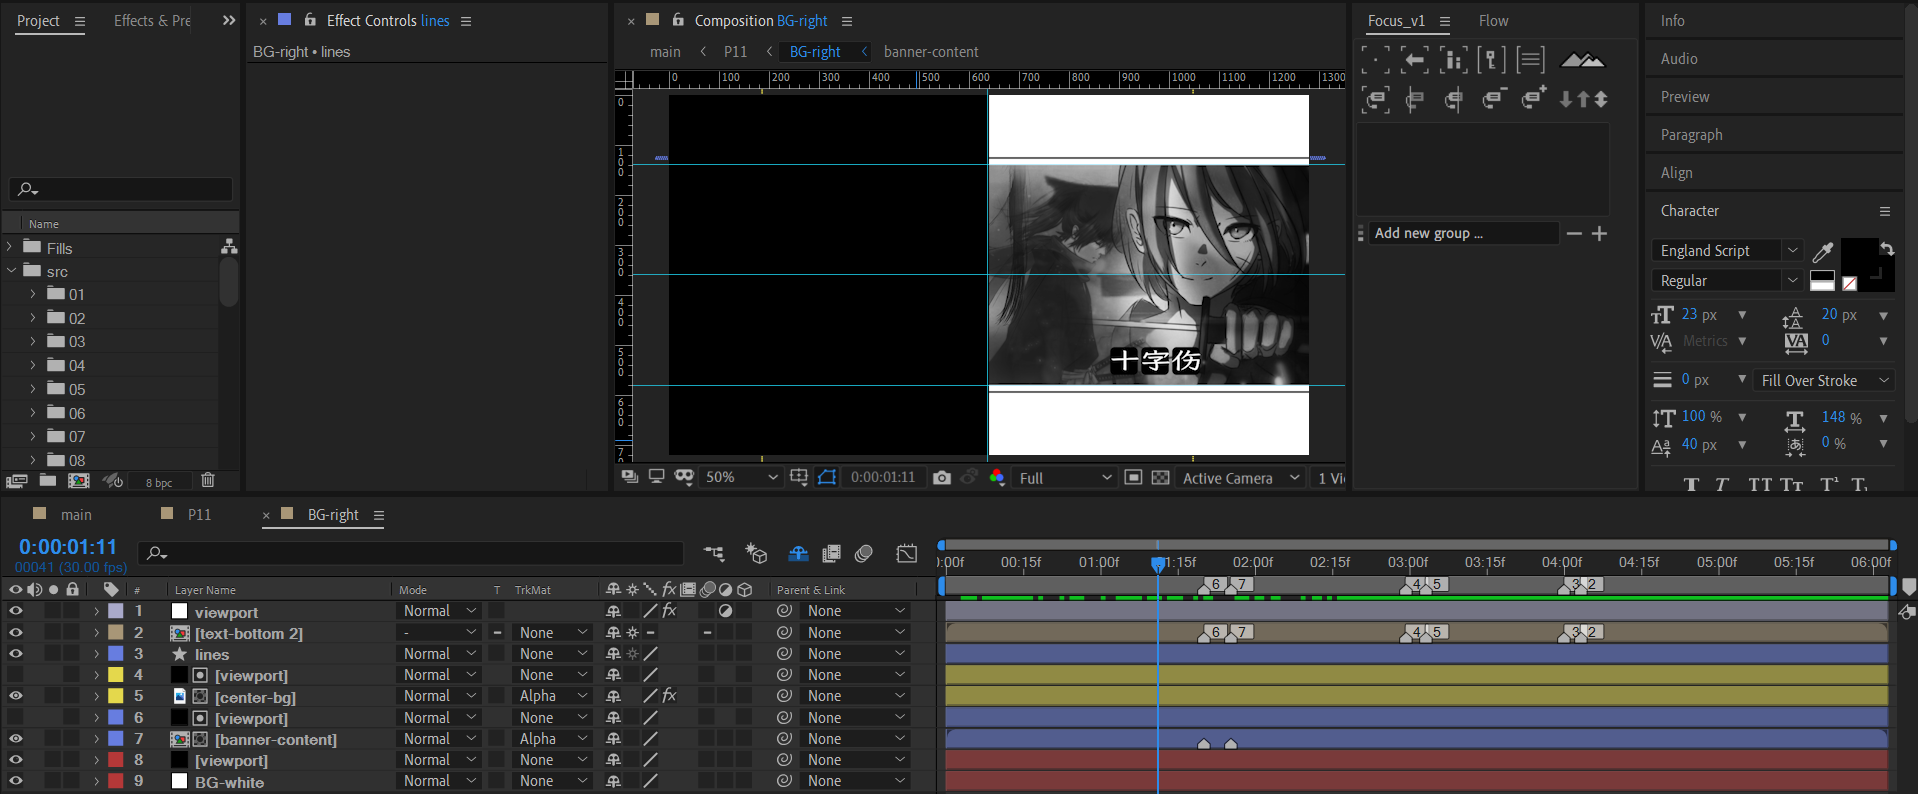 Project
Effects & Pre
Effect Controls lines
Composition BG-right
Focus_v1
Flow
Info
BG-right • lines
main
P11
BG-right
banner-content
Audio
Preview
Paragraph
Align
Character
0 100 200 300 400 500 600 700 800 900 1000 1100 1200 1300
0
100
200
300
400
500
600
7
十字伤
Name
Fills
src
01
02
03
04
05
06
07
08
8 bpc
50%
0:00:01:11
Full
Active Camera
1 Vi
Add new group ...
England Script
Regular
23 px
20 px
Metrics
0
0 px
Fill Over Stroke
100 %
148 %
40 px
0 %
main
P11
BG-right
0:00:01:11
00041 (30.00 fps)
:00f 00:15f 01:00f 01:15f 02:00f 02:15f 03:00f 03:15f 04:00f 04:15f 05:00f 05:15f 06:00f
# Layer Name Mode T TrkMat Parent & Link
6 7 4 5 3 2
1 viewport Normal None
2 [text-bottom 2] - None None
6 7 4 5 3 2
3 lines Normal None None
4 [viewport] Normal None None
5 [center-bg] Normal Alpha None
6 [viewport] Normal None None
7 [banner-content] Normal Alpha None
8 [viewport] Normal None None
9 BG-white Normal None None